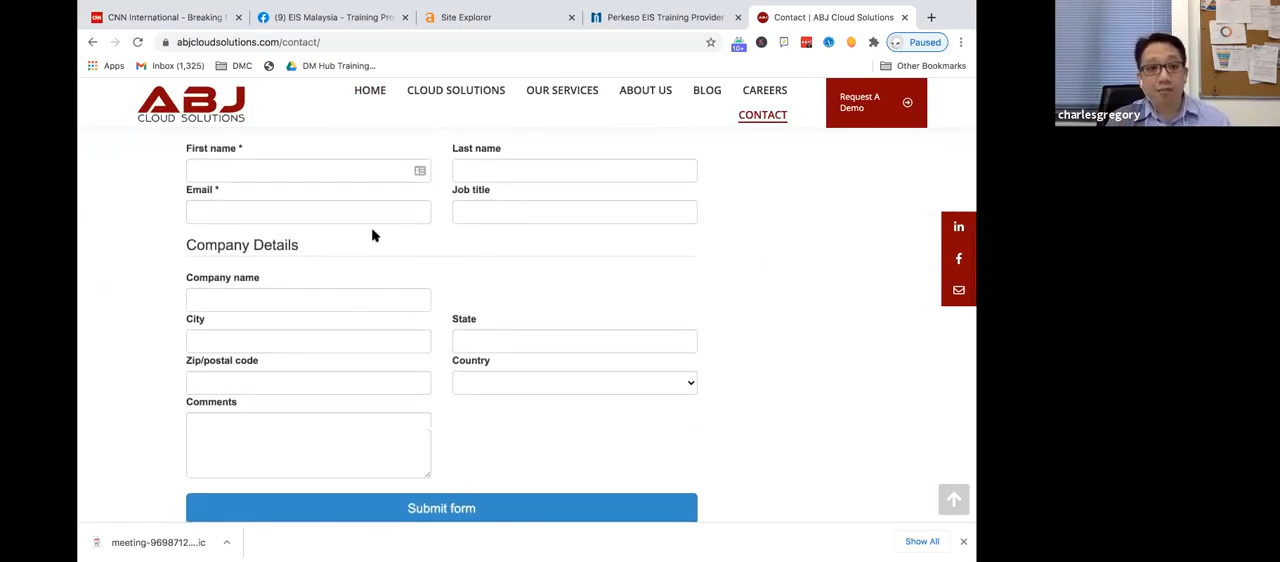 CNN International - Breaking N
(9) EIS Malaysia - Training Pro
Site Explorer
Perkeso EIS Training Provider
Contact | ABJ Cloud Solutions
abjcloudsolutions.com/contact/
10+
Paused
Apps
Inbox (1,325)
DMC
DM Hub Training...
Other Bookmarks
ABJ
CLOUD SOLUTIONS
HOME
CLOUD SOLUTIONS
OUR SERVICES
ABOUT US
BLOG
CAREERS
CONTACT
Request A
Demo
charlesgregory
First name *
Last name
Email *
Job title
Company Details
Company name
City
State
Zip/postal code
Country
Comments
Submit form
in
f
meeting-9698712....ic
Show All